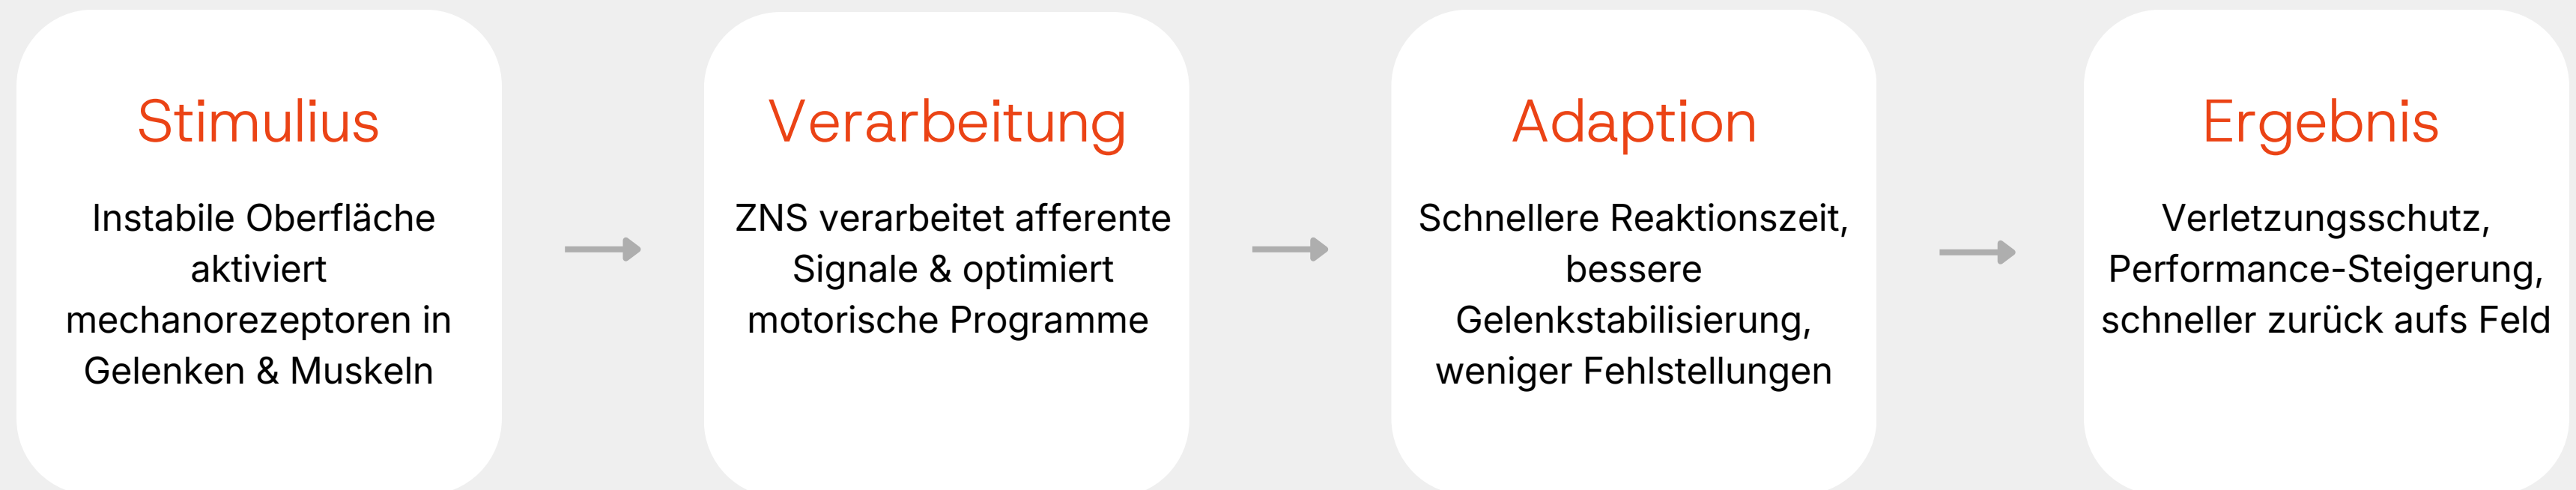 Stimulius
Instabile Oberfläche
aktiviert
mechanorezeptoren in
Gelenken & Muskeln
Verarbeitung
ZNS verarbeitet afferente
Signale & optimiert
motorische Programme
Adaption
Schnellere Reaktionszeit,
bessere
Gelenkstabilisierung,
weniger Fehlstellungen
Ergebnis
Verletzungsschutz,
Performance-Steigerung,
schneller zurück aufs Feld